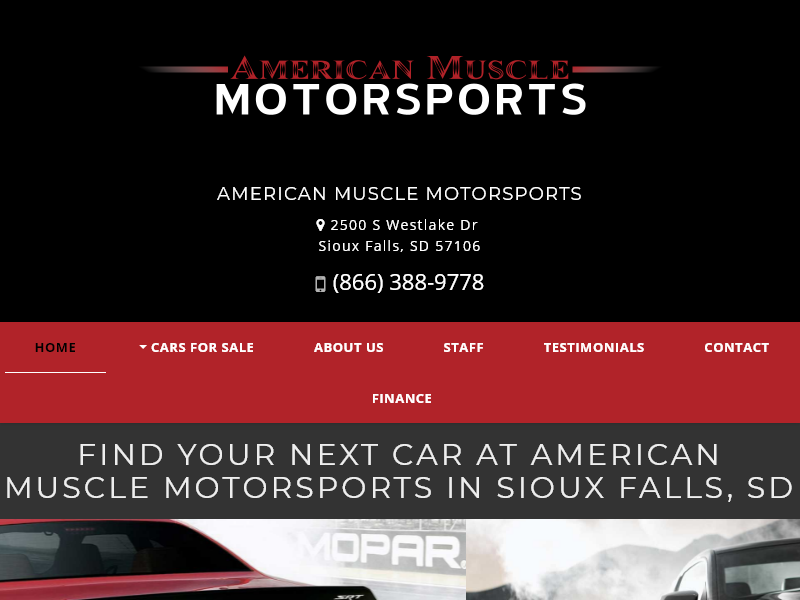 American Muscle
MOTORSPORTS
AMERICAN MUSCLE MOTORSPORTS
2500 S Westlake Dr
Sioux Falls, SD 57106
(866) 388-9778
HOME CARS FOR SALE ABOUT US STAFF TESTIMONIALS CONTACT
FINANCE
FIND YOUR NEXT CAR AT AMERICAN
MUSCLE MOTORSPORTS IN SIOUX FALLS, SD
MOPAR.
SRT